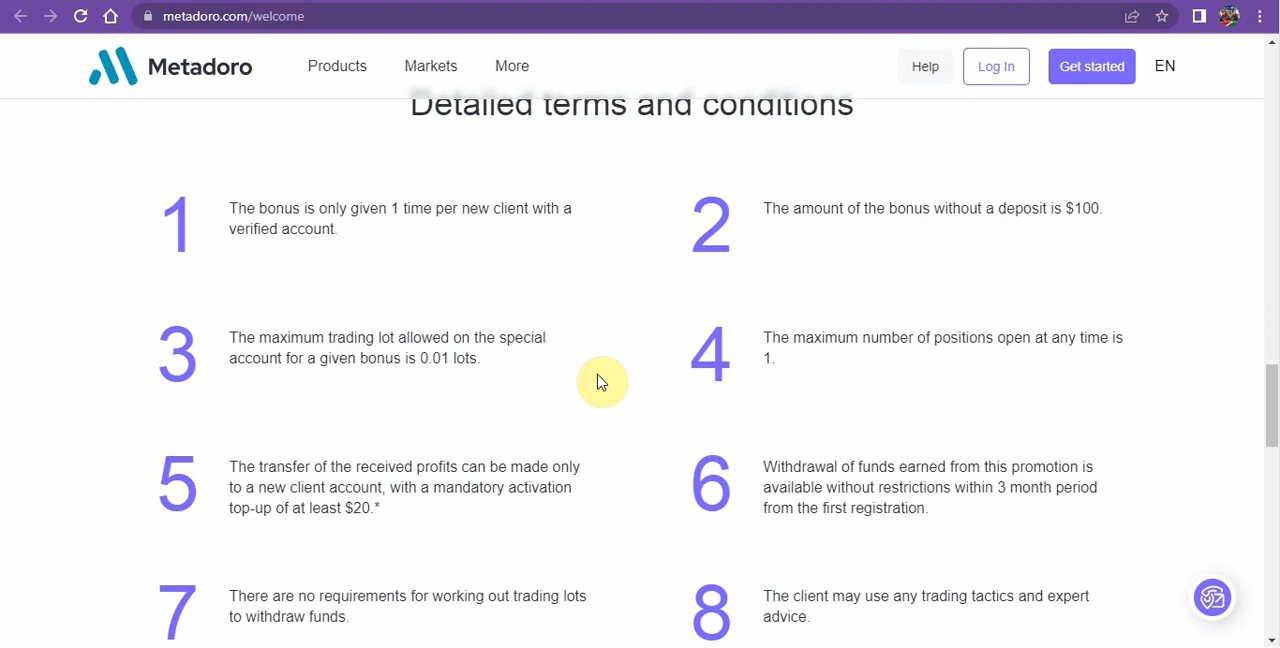 metadoro.com/welcome
Metadoro
Products
Markets
More
Help
Log In
Get started
EN
Detailed terms and conditions
1
The bonus is only given 1 time per new client with a
verified account.
2
The amount of the bonus without a deposit is $100.
3
The maximum trading lot allowed on the special
account for a given bonus is 0.01 lots.
4
The maximum number of positions open at any time is
1.
5
The transfer of the received profits can be made only
to a new client account, with a mandatory activation
top-up of at least $20.*
6
Withdrawal of funds earned from this promotion is
available without restrictions within 3 month period
from the first registration.
7
There are no requirements for working out trading lots
to withdraw funds.
8
The client may use any trading tactics and expert
advice.